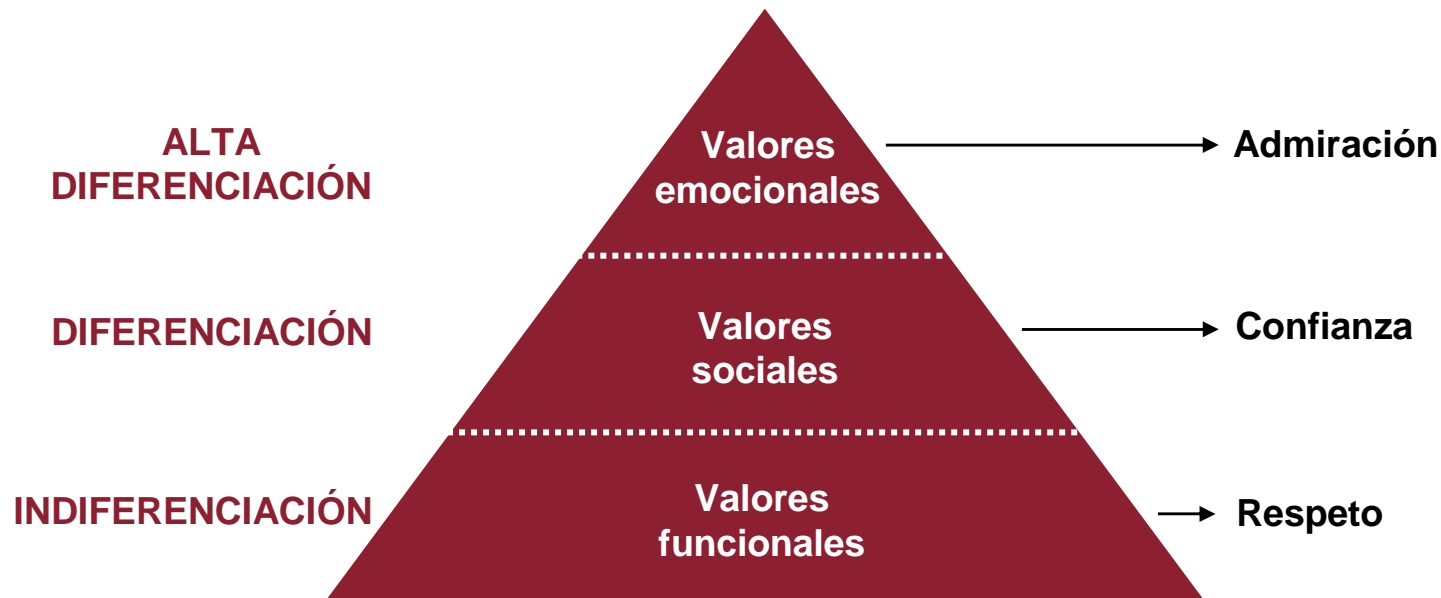 ALTA
DIFERENCIACIÓN
Valores
emocionales
Admiración
DIFERENCIACIÓN
Valores
sociales
Confianza
INDIFERENCIACIÓN
Valores
funcionales
Respeto